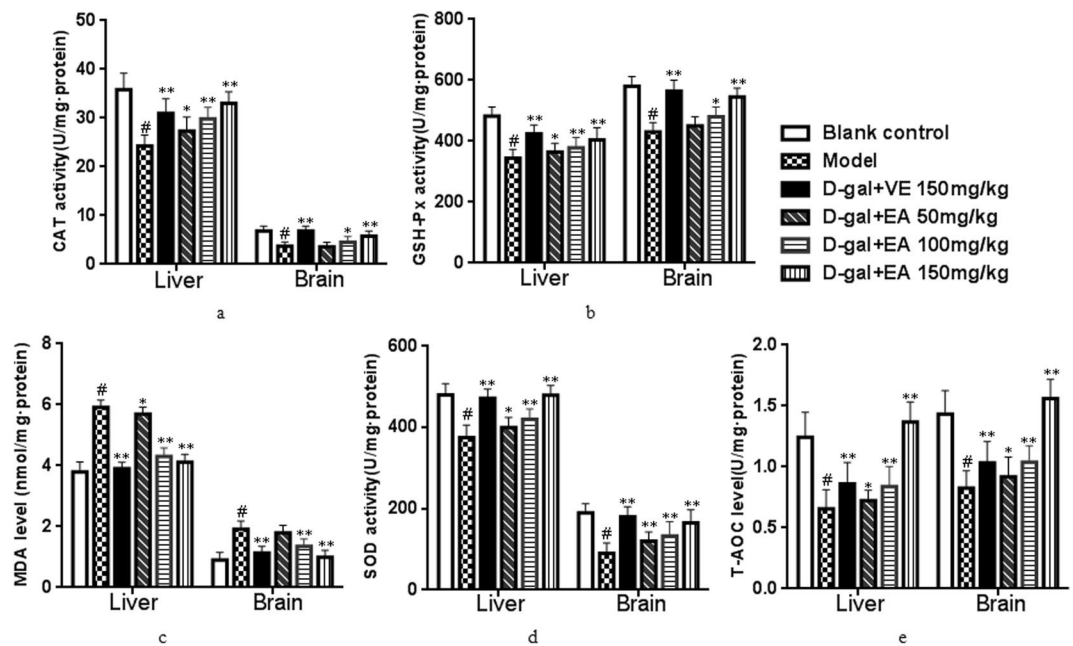 CAT activity(U/mg·protein)
50
40
30
20
10
0
# ** * ** **
# ** * **
Liver Brain
a
GSH-Px activity(U/mg·protein)
800
600
400
200
0
# ** * ** **
# ** * **
Liver Brain
b
Blank control
Model
D-gal+VE 150mg/kg
D-gal+EA 50mg/kg
D-gal+EA 100mg/kg
D-gal+EA 150mg/kg
MDA level (nmol/mg·protein)
8
6
4
2
0
# ** * ** **
# ** ** **
Liver Brain
c
SOD activity(U/mg·protein)
600
400
200
0
# ** * ** **
# ** ** ** **
Liver Brain
d
T-AOC level(U/mg·protein)
2.0
1.5
1.0
0.5
0.0
# ** * ** **
# ** * ** **
Liver Brain
e